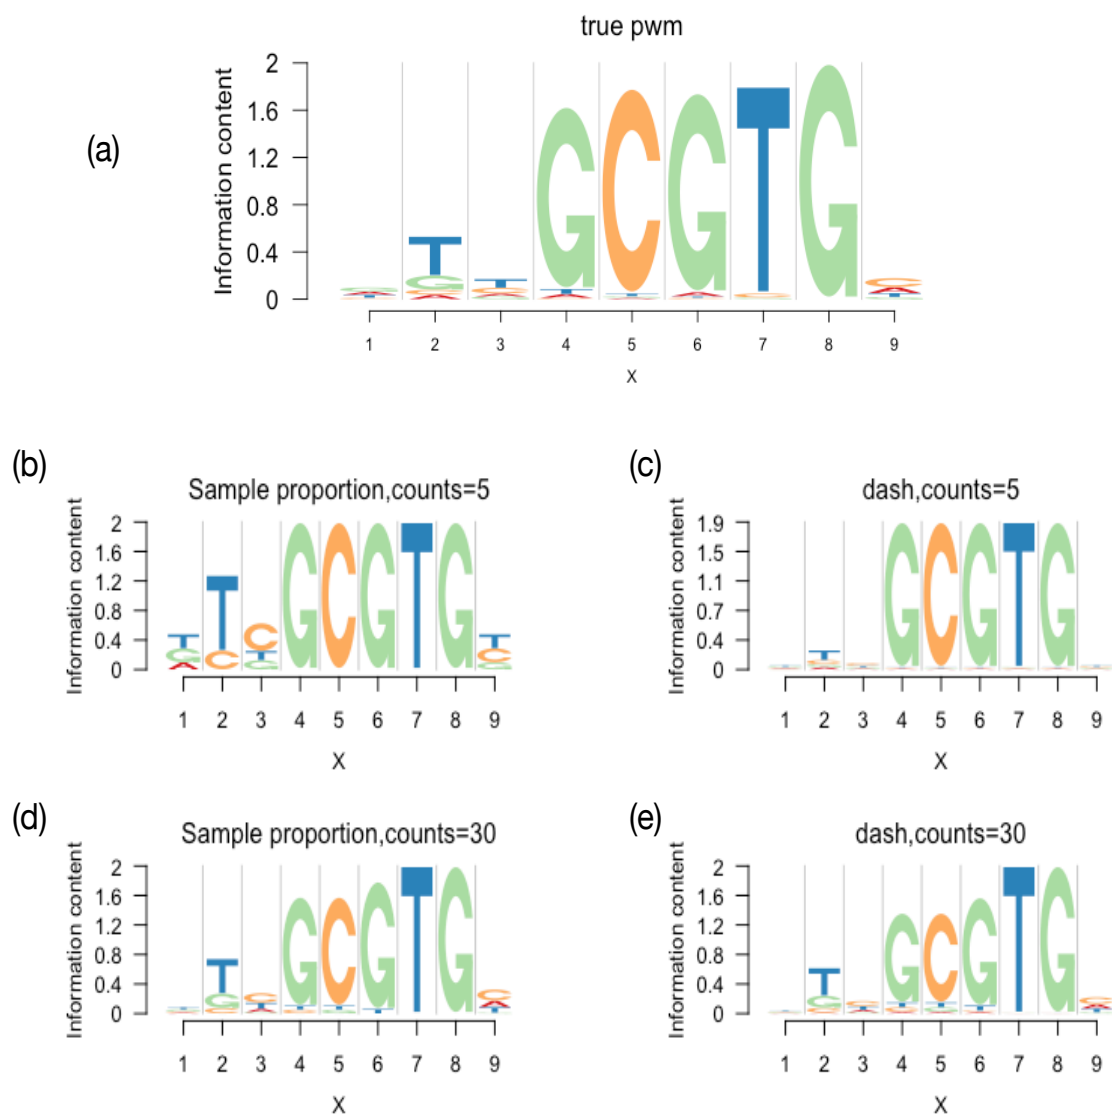 true pwm
(a)
Information content
2
1.6
1.2
0.8
0.4
0
G C G T G
1 2 3 4 5 6 7 8 9
X
(b)
Sample proportion,counts=5
Information content
2
1.6
1.2
0.8
0.4
0
T T C G C G T G T
G C T C
A G G
1 2 3 4 5 6 7 8 9
X
(c)
dash,counts=5
Information content
1.9
1.5
1.1
0.7
0.4
0
T G C G T G
1 2 3 4 5 6 7 8 9
X
(d)
Sample proportion,counts=30
Information content
2
1.6
1.2
0.8
0.4
0
T C G C G T G C
1 2 3 4 5 6 7 8 9
X
(e)
dash,counts=30
Information content
2
1.6
1.2
0.8
0.4
0
T G C G T G
1 2 3 4 5 6 7 8 9
X